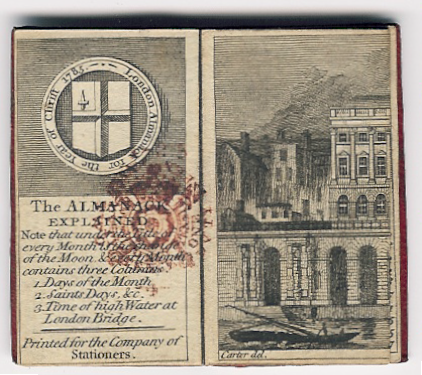 London Almanack for the Year of Christ 1785.
The ALMANACK
EXPLAINED
Note that under the Title of
every Month is the
of the Moon, & each Month
contains three Columns.
1. Days of the Month
2. Saints Days, &c.
3. Time of high Water at
London Bridge.
Printed for the Company of
Stationers.
Carter del.